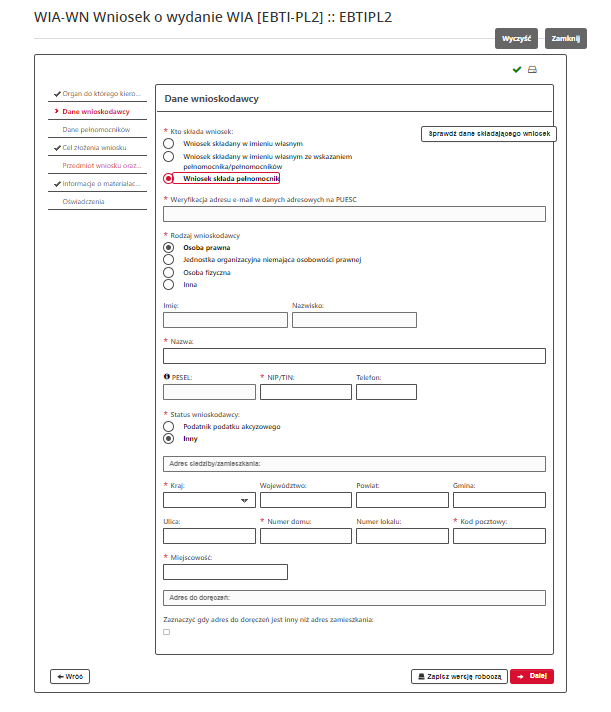 WIA-WN Wniosek o wydanie WIA [EBTI-PL2] :: EBTIPL2
Wyczyść
Zamknij
Organ do którego kiero...
Dane wnioskodawcy
Dane pełnomocników
Cel złożenia wniosku
Przedmiot wniosku oraz...
Informacje o materiałac...
Oświadczenia
Dane wnioskodawcy
* Kto składa wniosek:
Sprawdź dane składającego wniosek
Wniosek składany w imieniu własnym
Wniosek składany w imieniu własnym ze wskazaniem
pełnomocnika/pełnomocników
Wniosek składa pełnomocnik
* Weryfikacja adresu e-mail w danych adresowych na PUESC
* Rodzaj wnioskodawcy
Osoba prawna
Jednostka organizacyjna niemająca osobowości prawnej
Osoba fizyczna
Inna
Imię:
Nazwisko:
* Nazwa:
PESEL:
* NIP/TIN:
Telefon:
* Status wnioskodawcy:
Podatnik podatku akcyzowego
Inny
Adres siedziby/zamieszkania:
* Kraj:
Województwo:
Powiat:
Gmina:
Ulica:
* Numer domu:
Numer lokalu:
* Kod pocztowy:
* Miejscowość:
Adres do doręczeń:
Zaznaczyć gdy adres do doręczeń jest inny niż adres zamieszkania:
Wróć
Zapisz wersję roboczą
Dalej